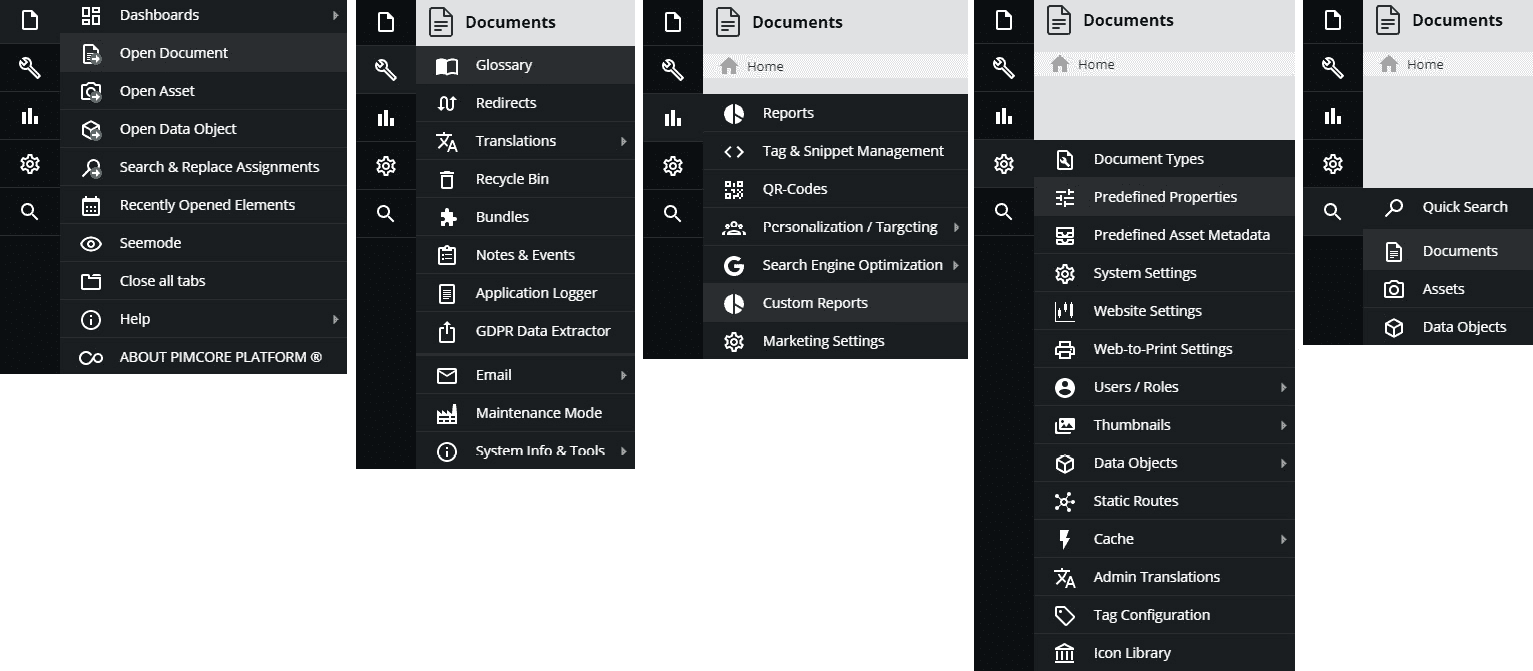 Dashboards
Open Document
Open Asset
Open Data Object
Search & Replace Assignments
Recently Opened Elements
Seemode
Close all tabs
Help
ABOUT PIMCORE PLATFORM ®
Documents
Glossary
Redirects
Translations
Recycle Bin
Bundles
Notes & Events
Application Logger
GDPR Data Extractor
Email
Maintenance Mode
System Info & Tools
Documents
Home
Reports
Tag & Snippet Management
QR-Codes
Personalization / Targeting
Search Engine Optimization
Custom Reports
Marketing Settings
Documents
Home
Document Types
Predefined Properties
Predefined Asset Metadata
System Settings
Website Settings
Web-to-Print Settings
Users / Roles
Thumbnails
Data Objects
Static Routes
Cache
Admin Translations
Tag Configuration
Icon Library
Documents
Home
Quick Search
Documents
Assets
Data Objects